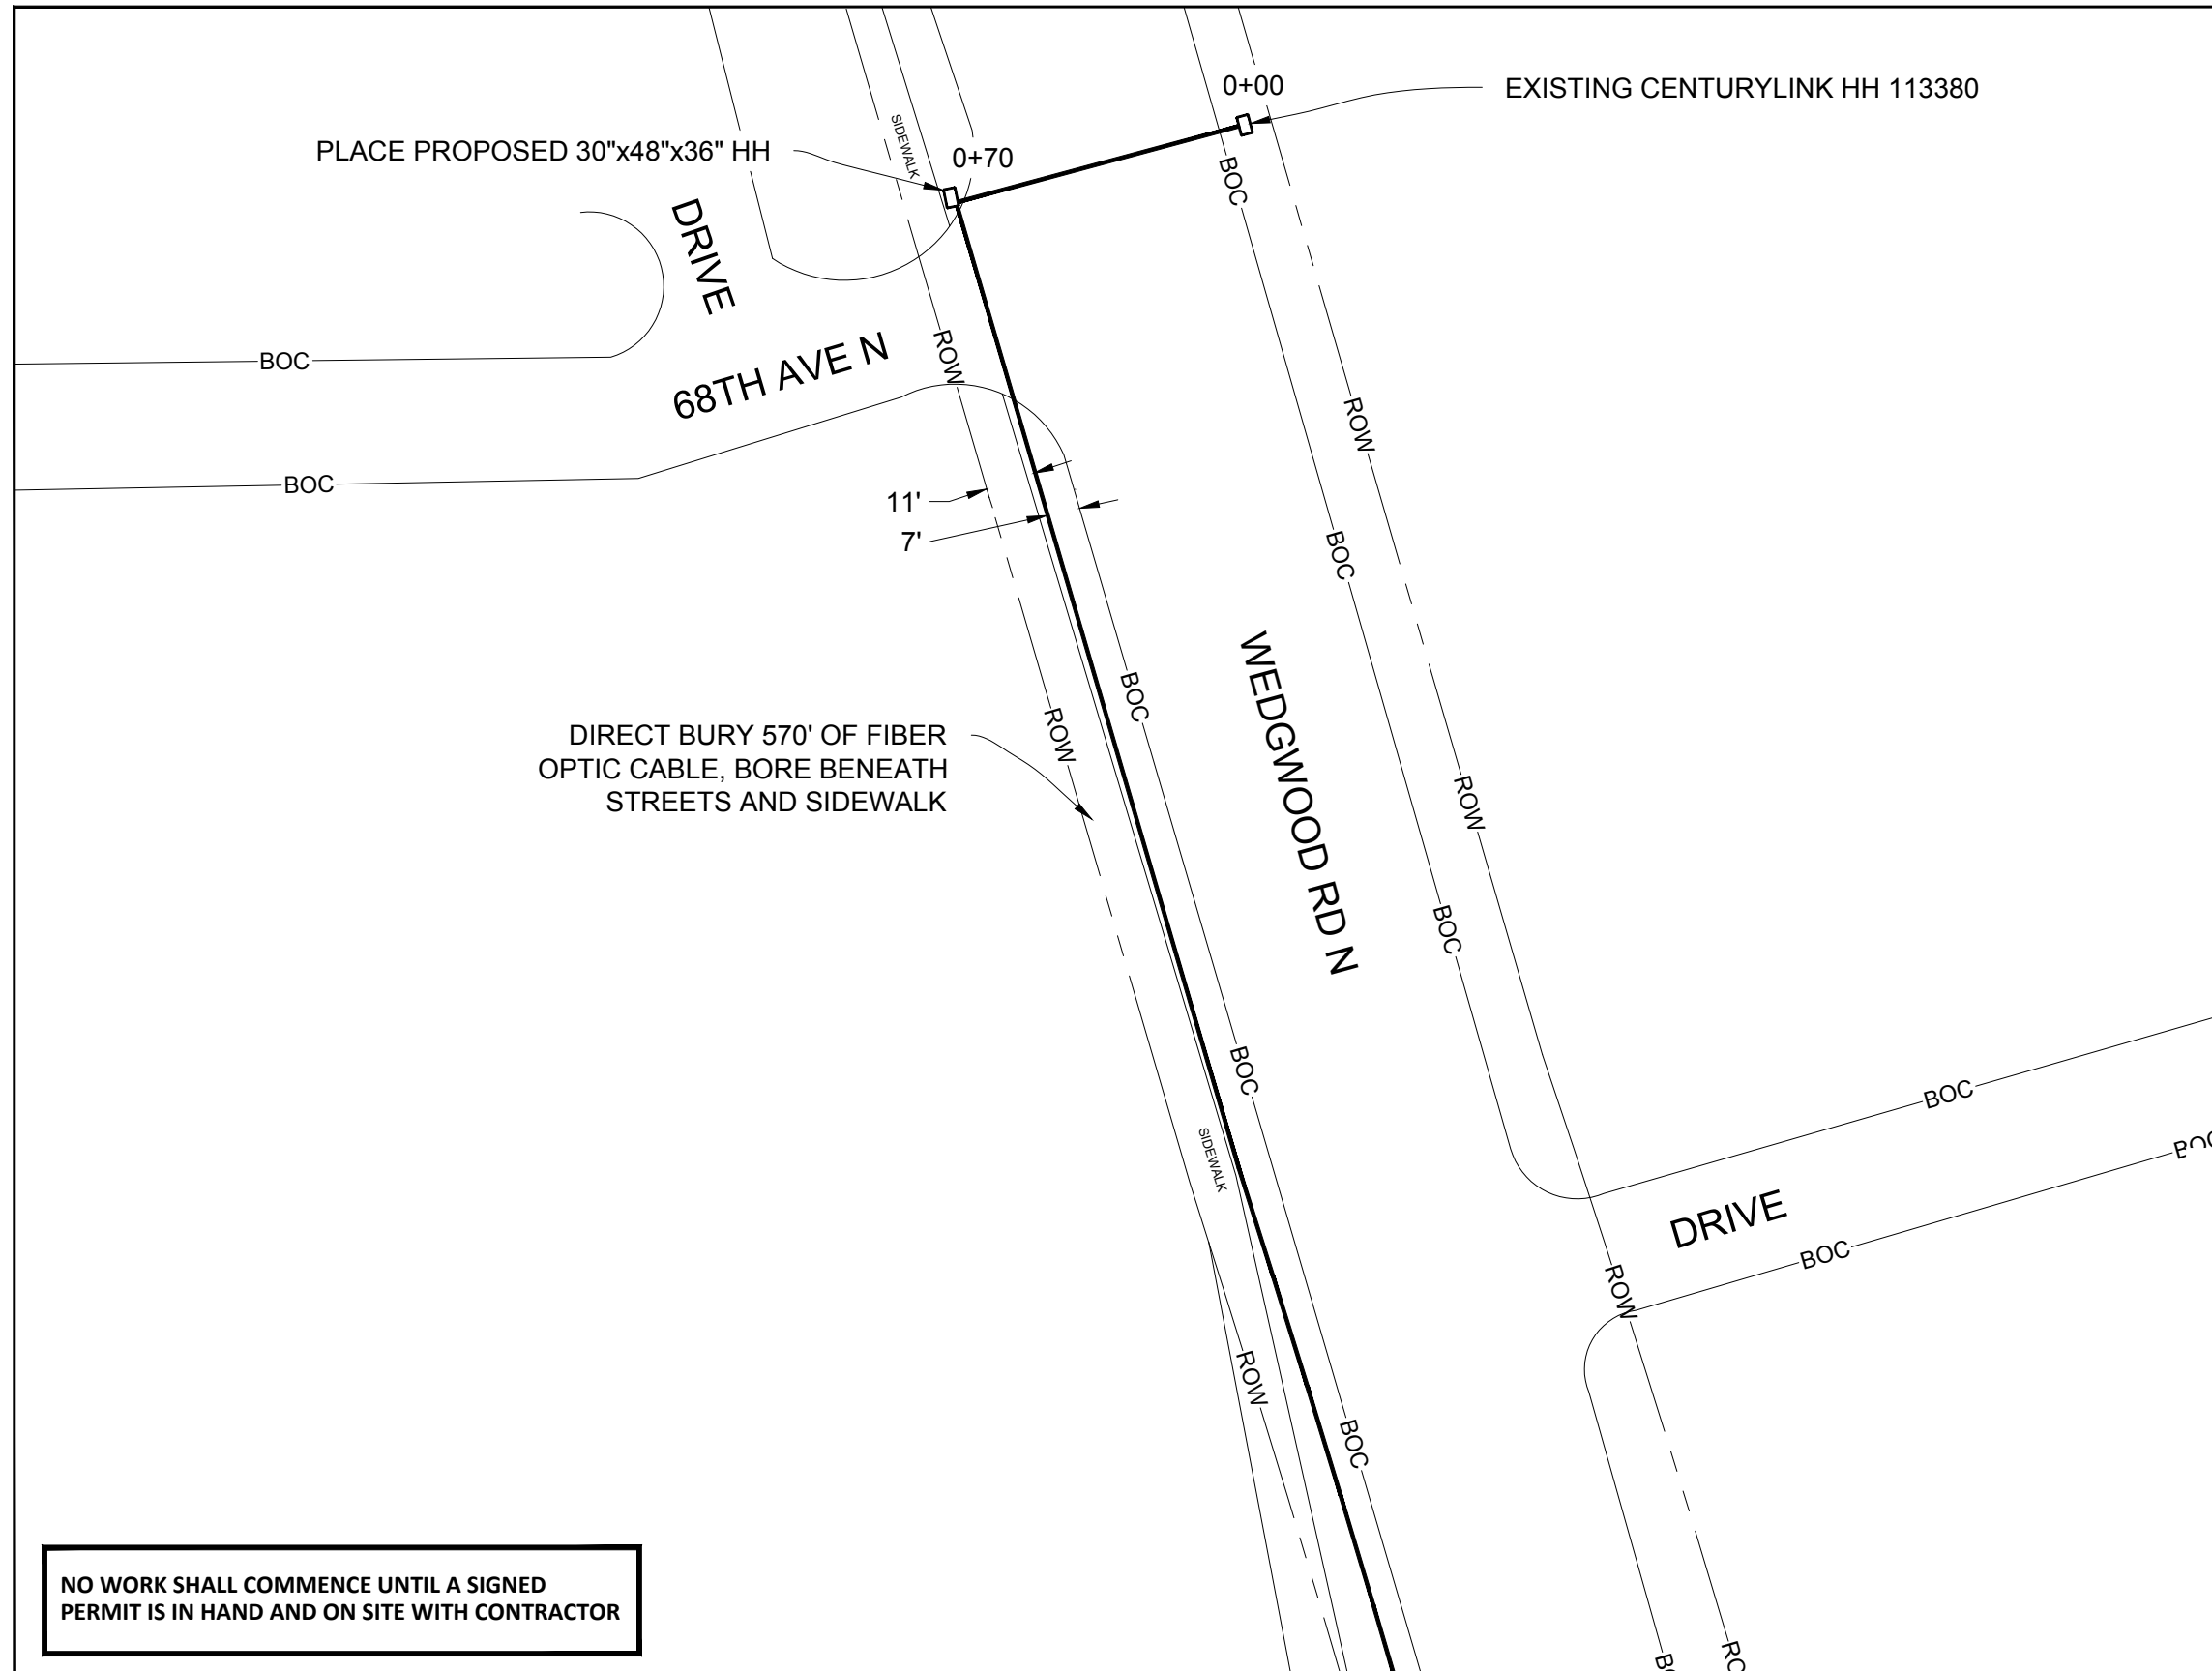 0+00
EXISTING CENTURYLINK HH 113380
PLACE PROPOSED 30"x48"x36" HH
SIDEWALK
0+70
BOC
DRIVE
68TH AVE N
ROW
BOC
ROW
BOC
11'
7'
BOC
WEDGWOOD RD N
BOC
ROW
DIRECT BURY 570' OF FIBER
OPTIC CABLE, BORE BENEATH
STREETS AND SIDEWALK
ROW
BOC
BOC
BOC
SIDEWALK
BOC
DRIVE
BOC
ROW
ROW
BOC
NO WORK SHALL COMMENCE UNTIL A SIGNED
PERMIT IS IN HAND AND ON SITE WITH CONTRACTOR